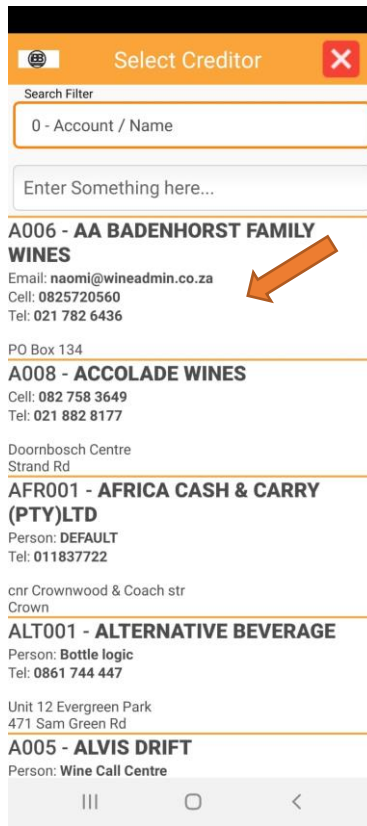 Select Creditor
Search Filter
0 - Account / Name
Enter Something here...
A006 - AA BADENHORST FAMILY
WINES
Email: naomi@wineadmin.co.za
Cell: 0825720560
Tel: 021 782 6436
PO Box 134
A008 - ACCOLADE WINES
Cell: 082 758 3649
Tel: 021 882 8177
Doornbosch Centre
Strand Rd
AFR001 - AFRICA CASH & CARRY
(PTY)LTD
Person: DEFAULT
Tel: 011837722
cnr Crownwood & Coach str
Crown
ALT001 - ALTERNATIVE BEVERAGE
Person: Bottle logic
Tel: 0861 744 447
Unit 12 Evergreen Park
471 Sam Green Rd
A005 - ALVIS DRIFT
Person: Wine Call Centre